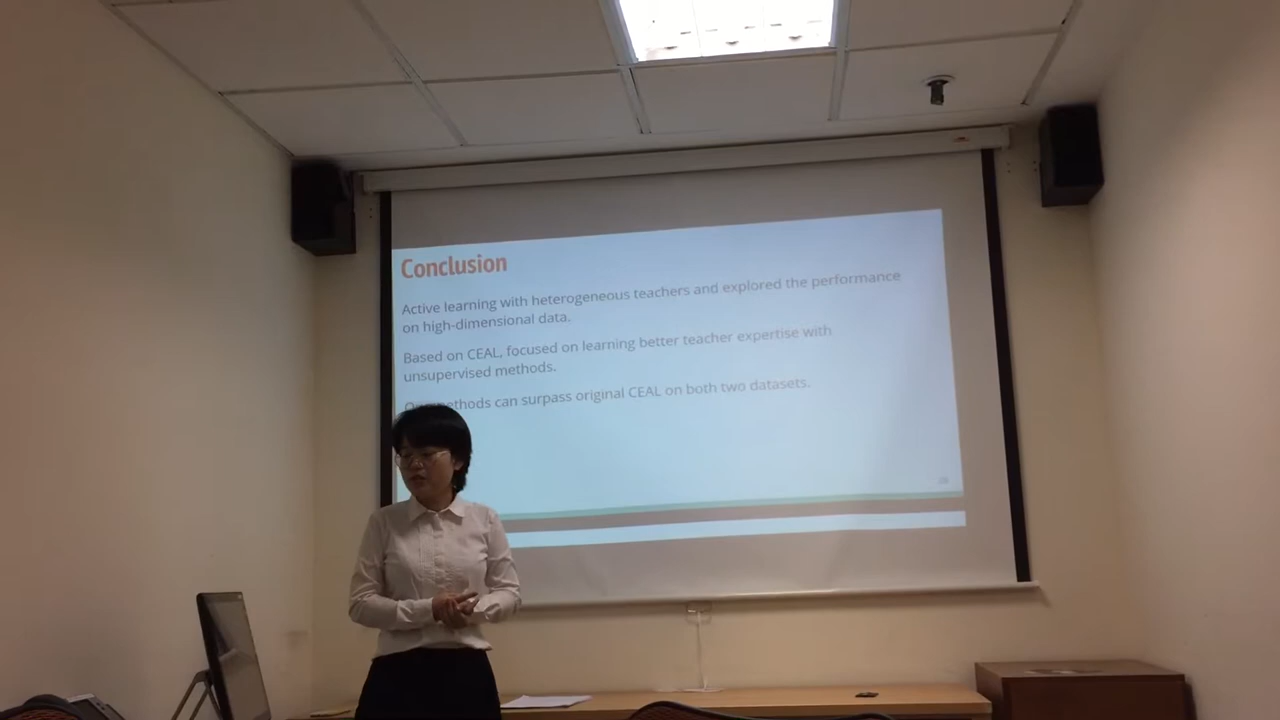 Conclusion
Active learning with heterogeneous teachers and explored the performance
on high-dimensional data.
Based on CEAL, focused on learning better teacher expertise with
unsupervised methods.
methods can surpass original CEAL on both two datasets.